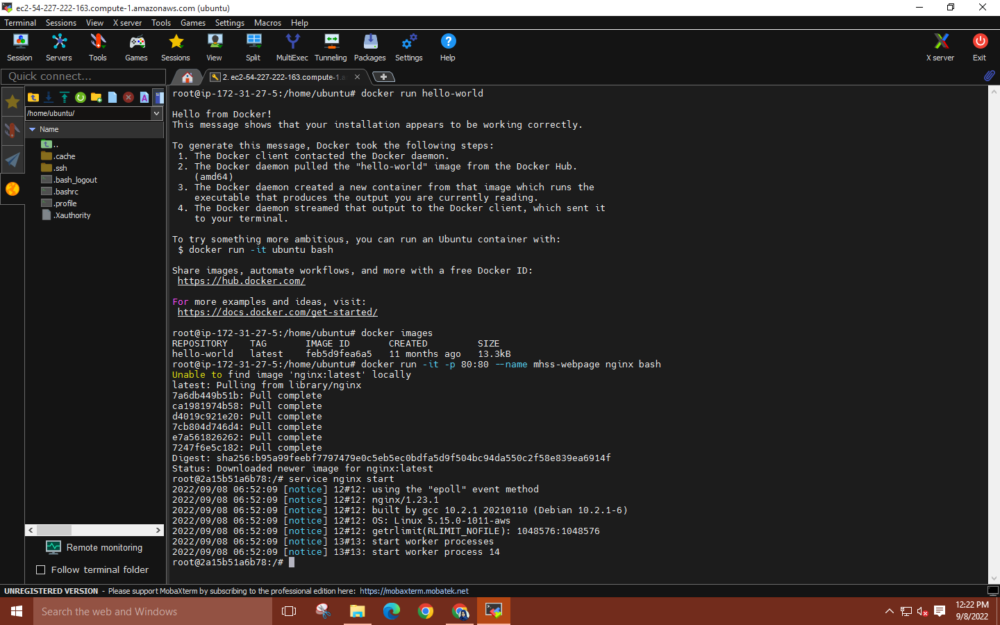 ec2-54-227-222-163.compute-1.amazonaws.com (ubuntu)
Terminal Sessions View X server Tools Games Settings Macros Help
Session Servers Tools Games Sessions View Split MultiExec Tunneling Packages Settings Help X server Exit
Quick connect...
2. ec2-54-227-222-163.compute-1.a
/home/ubuntu/
Name
..
.cache
.ssh
.bash_logout
.bashrc
.profile
.Xauthority
Remote monitoring
Follow terminal folder
root@ip-172-31-27-5:/home/ubuntu# docker run hello-world
Hello from Docker!
This message shows that your installation appears to be working correctly.
To generate this message, Docker took the following steps:
1. The Docker client contacted the Docker daemon.
2. The Docker daemon pulled the "hello-world" image from the Docker Hub.
(amd64)
3. The Docker daemon created a new container from that image which runs the
executable that produces the output you are currently reading.
4. The Docker daemon streamed that output to the Docker client, which sent it
to your terminal.
To try something more ambitious, you can run an Ubuntu container with:
$ docker run -it ubuntu bash
Share images, automate workflows, and more with a free Docker ID:
https://hub.docker.com/
For more examples and ideas, visit:
https://docs.docker.com/get-started/
root@ip-172-31-27-5:/home/ubuntu# docker images
REPOSITORY TAG IMAGE ID CREATED SIZE
hello-world latest feb5d9fea6a5 11 months ago 13.3kB
root@ip-172-31-27-5:/home/ubuntu# docker run -it -p 80:80 --name mhss-webpage nginx bash
Unable to find image 'nginx:latest' locally
latest: Pulling from library/nginx
7a6db449b51b: Pull complete
ca1981974b58: Pull complete
d4019c921e20: Pull complete
7cb804d746d4: Pull complete
e7a561826262: Pull complete
7247f6e5c182: Pull complete
Digest: sha256:b95a99feebf7797479e0c5eb5ec0bdfa5d9f504bc94da550c2f58e839ea6914f
Status: Downloaded newer image for nginx:latest
root@2a15b51a6b78:/# service nginx start
2022/09/08 06:52:09 [notice] 12#12: using the "epoll" event method
2022/09/08 06:52:09 [notice] 12#12: nginx/1.23.1
2022/09/08 06:52:09 [notice] 12#12: built by gcc 10.2.1 20210110 (Debian 10.2.1-6)
2022/09/08 06:52:09 [notice] 12#12: OS: Linux 5.15.0-1011-aws
2022/09/08 06:52:09 [notice] 12#12: getrlimit(RLIMIT_NOFILE): 1048576:1048576
2022/09/08 06:52:09 [notice] 13#13: start worker processes
2022/09/08 06:52:09 [notice] 13#13: start worker process 14
root@2a15b51a6b78:/#
UNREGISTERED VERSION - Please support MobaXterm by subscribing to the professional edition here: https://mobaxterm.mobatek.net
Search the web and Windows
12:22 PM
9/8/2022